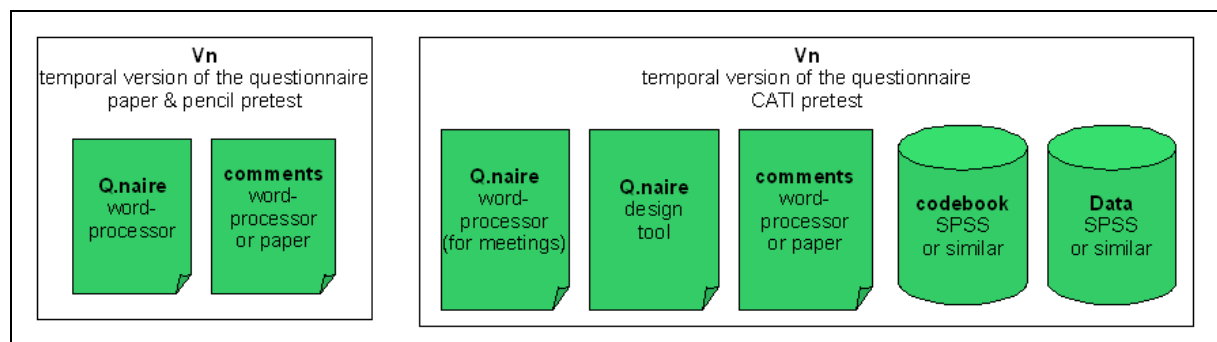 Vn
temporal version of the questionnaire
paper & pencil pretest
Q.naire
word-
processor
comments
word-
processor
or paper
Vn
temporal version of the questionnaire
CATI pretest
Q.naire
word-
processor
(for meetings)
Q.naire
design
tool
comments
word-
processor
or paper
codebook
SPSS
or similar
Data
SPSS
or similar